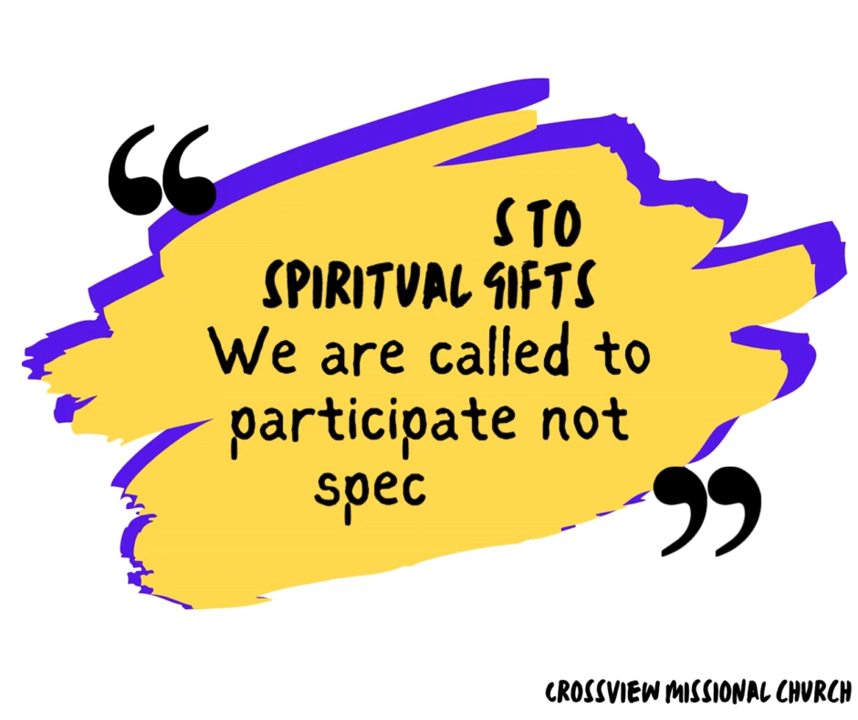 S TO
SPIRITUAL GIFTS
We are called to
participate not
spec
CROSSVIEW MISSIONAL CHURCH